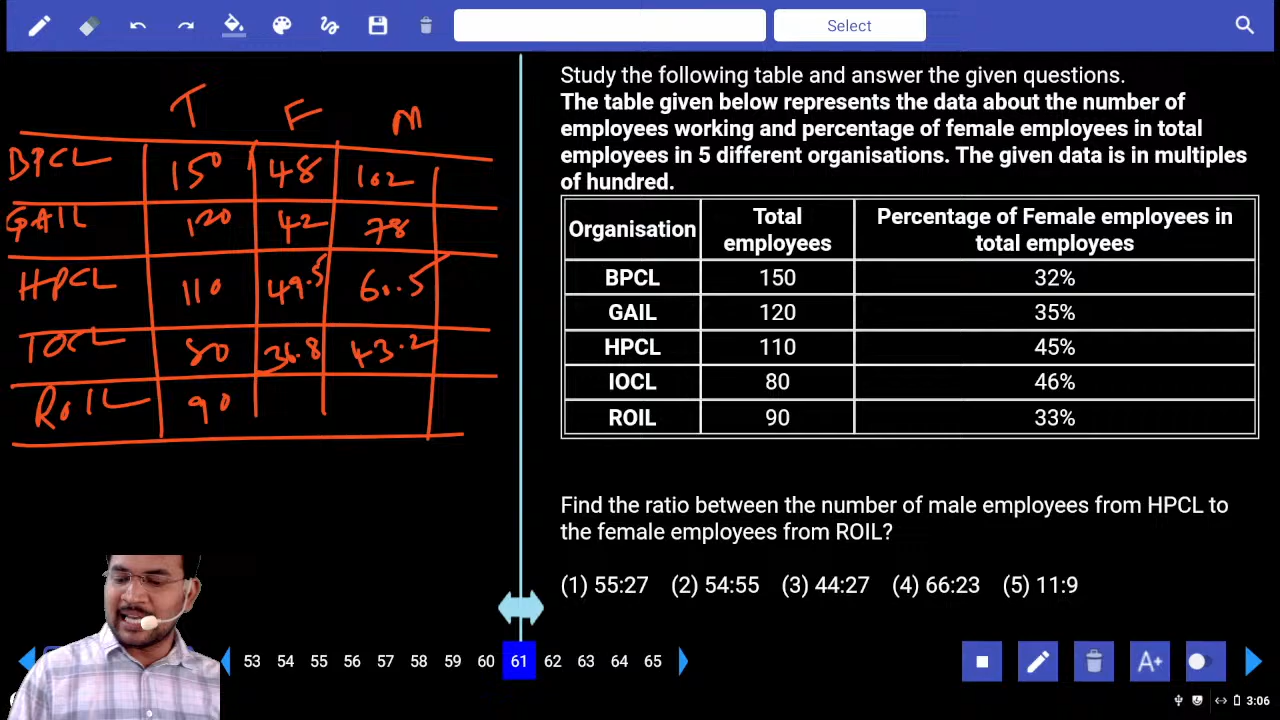 Select
T F M
BPCL 150 48 102
GAIL 120 42 78
HPCL 110 49.5 60.5
IOCL 80 36.8 43.2
ROIL 90
Study the following table and answer the given questions.
The table given below represents the data about the number of
employees working and percentage of female employees in total
employees in 5 different organisations. The given data is in multiples
of hundred.
Organisation Total employees Percentage of Female employees in total employees
BPCL 150 32%
GAIL 120 35%
HPCL 110 45%
IOCL 80 46%
ROIL 90 33%
Find the ratio between the number of male employees from HPCL to
the female employees from ROIL?
(1) 55:27 (2) 54:55 (3) 44:27 (4) 66:23 (5) 11:9
53 54 55 56 57 58 59 60 61 62 63 64 65
A+
3:06